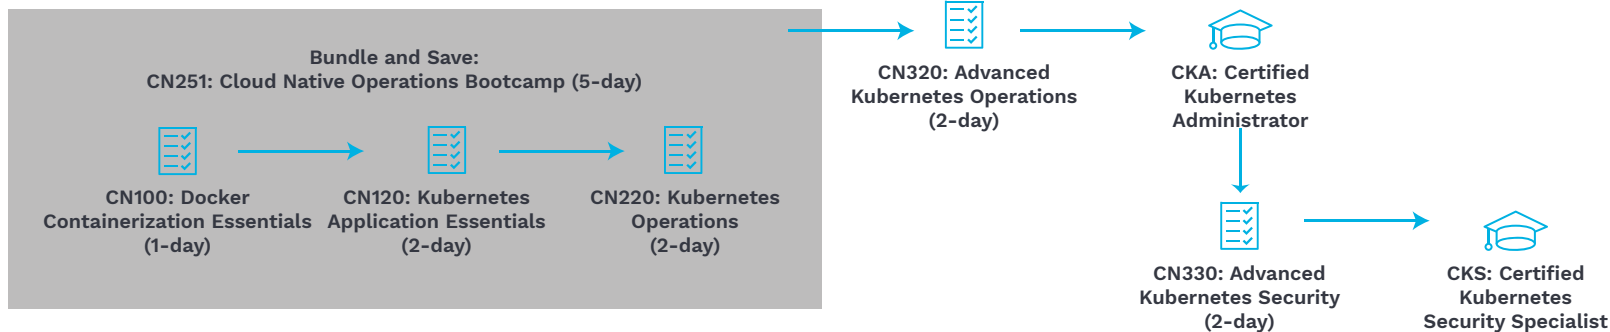 Bundle and Save:
CN251: Cloud Native Operations Bootcamp (5-day)
CN100: Docker
Containerization Essentials
(1-day)
CN120: Kubernetes
Application Essentials
(2-day)
CN220: Kubernetes
Operations
(2-day)
CN320: Advanced
Kubernetes Operations
(2-day)
CKA: Certified
Kubernetes
Administrator
CN330: Advanced
Kubernetes Security
(2-day)
CKS: Certified
Kubernetes
Security Specialist